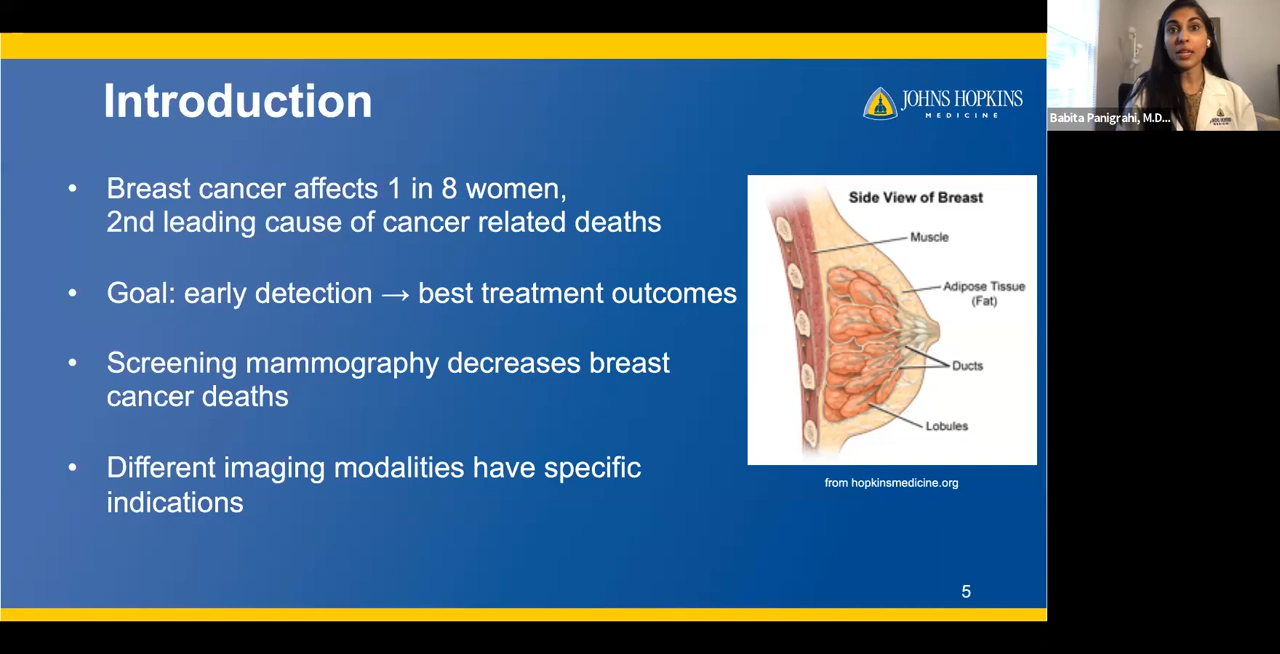 Introduction
JOHNS HOPKINS
MEDICINE
• Breast cancer affects 1 in 8 women,
2nd leading cause of cancer related deaths
• Goal: early detection → best treatment outcomes
• Screening mammography decreases breast
cancer deaths
• Different imaging modalities have specific
indications
Side View of Breast
Muscle
Adipose Tissue
(Fat)
Ducts
Lobules
from hopkinsmedicine.org
5
Babita Panigrahi, M.D...